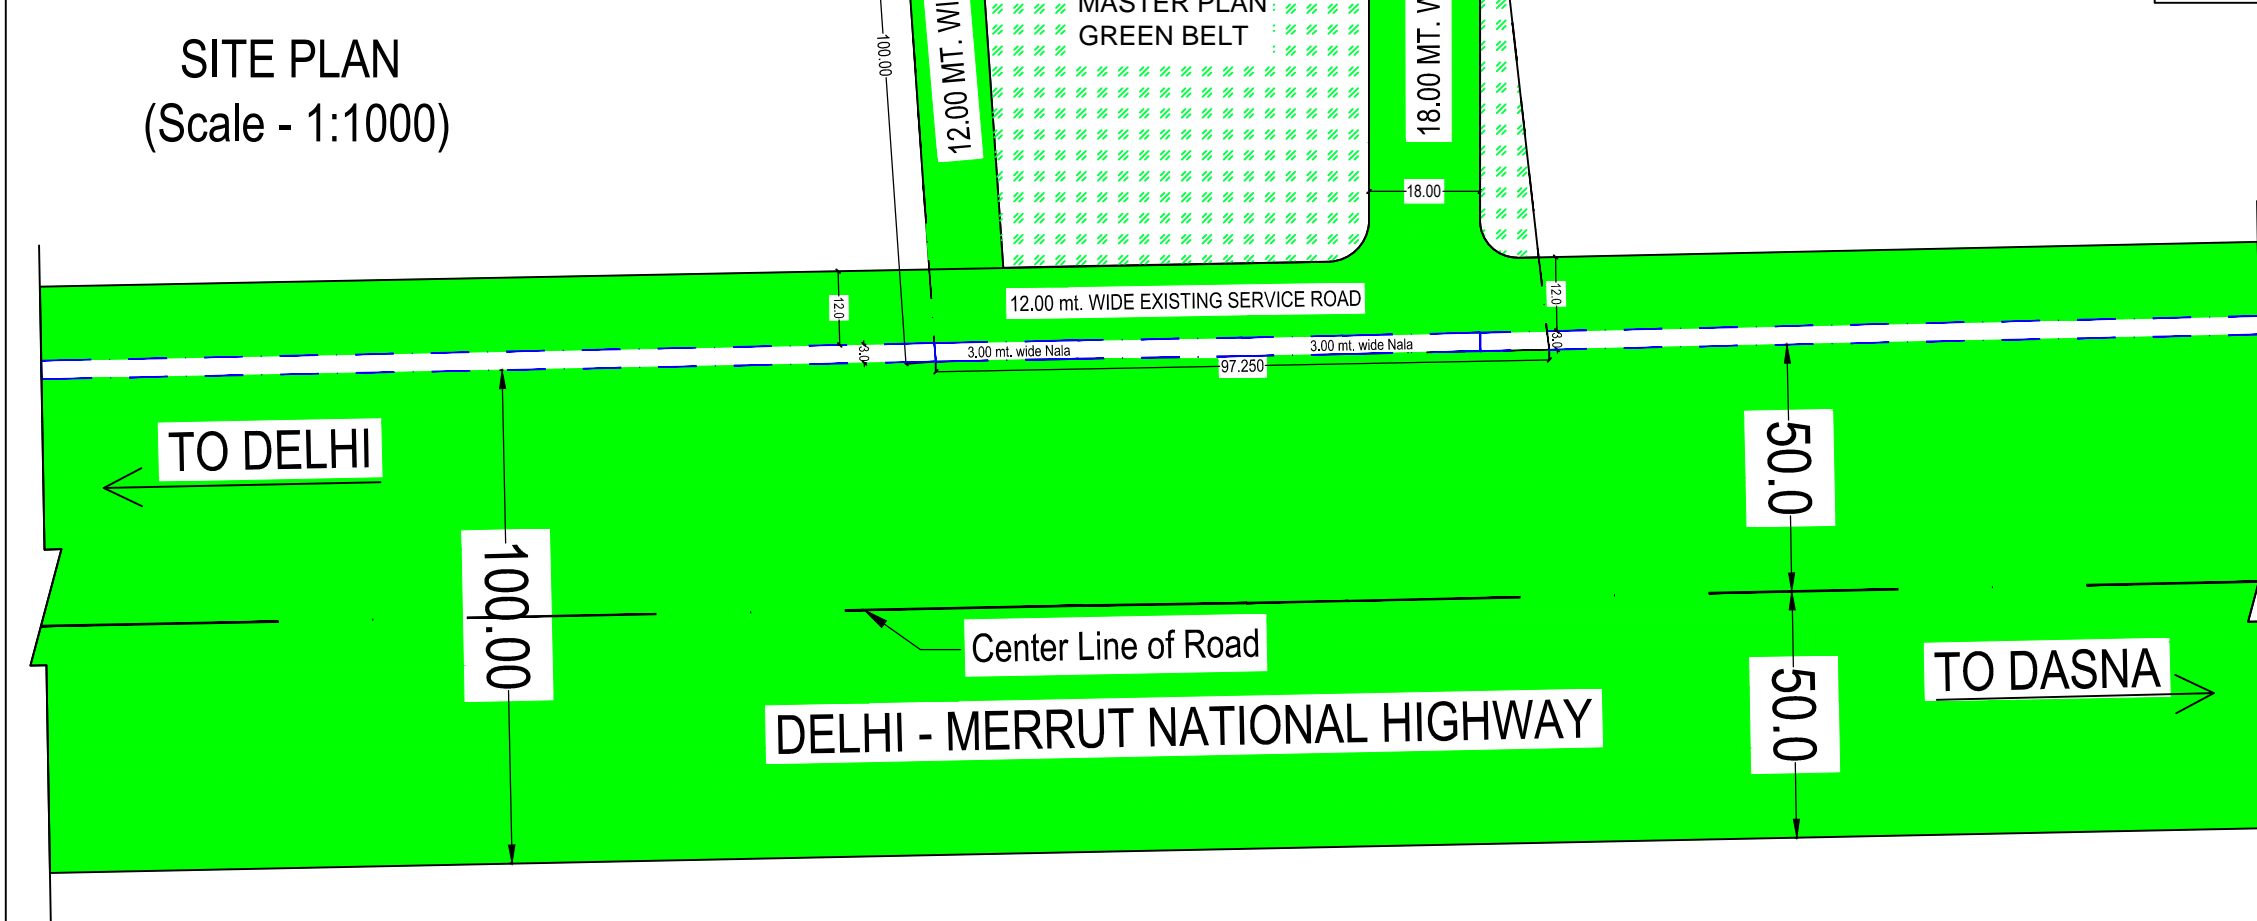 MASTER PLAN
GREEN BELT
SITE PLAN
(Scale - 1:1000)
100.00
12.00 MT.
18.00 MT.
18.00
12.00 mt. WIDE EXISTING SERVICE ROAD
12.0
12.0
3.00 mt. wide Nala
3.00 mt. wide Nala
3.0
3.0
97.250
TO DELHI
50.0
100.00
Center Line of Road
TO DASNA
50.0
DELHI - MERRUT NATIONAL HIGHWAY